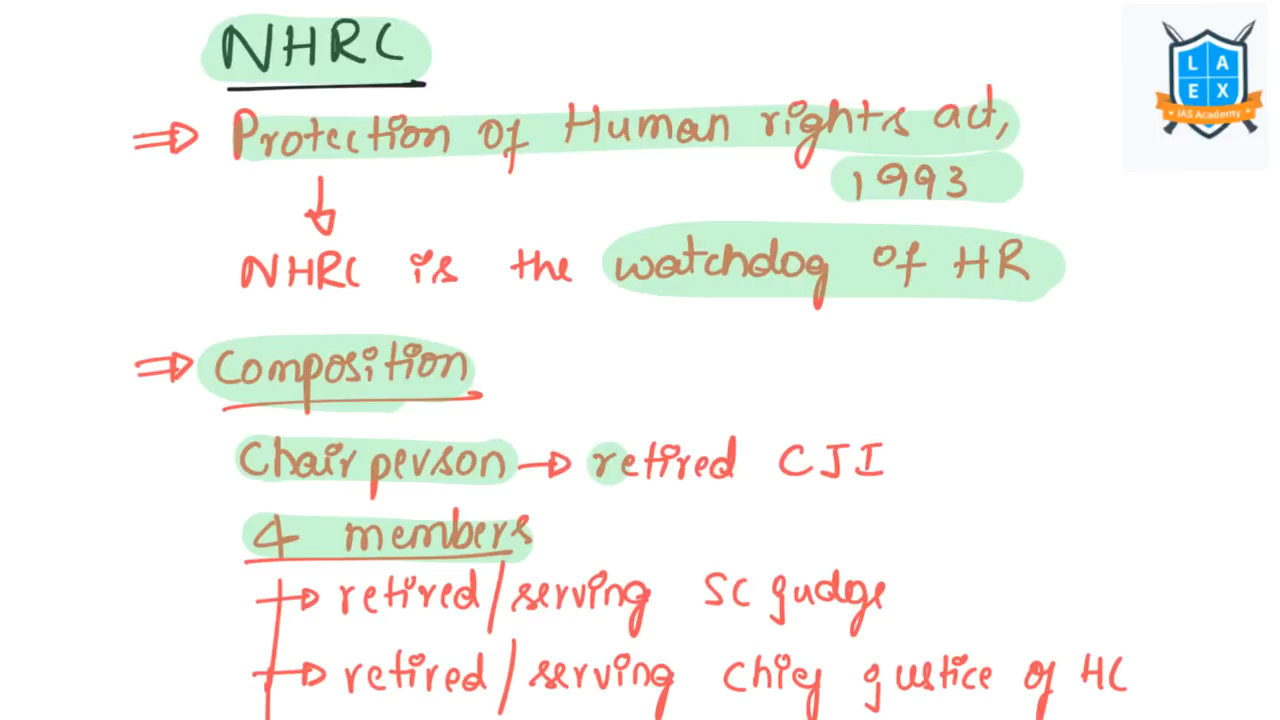 NHRC
Protection of Human rights act,
1993
NHRC is the watchdog of HR
Composition
Chairperson → retired CJI
4 members
retired/serving SC judge
retired/serving Chief justice of HC
L A
E X
IAS Academy